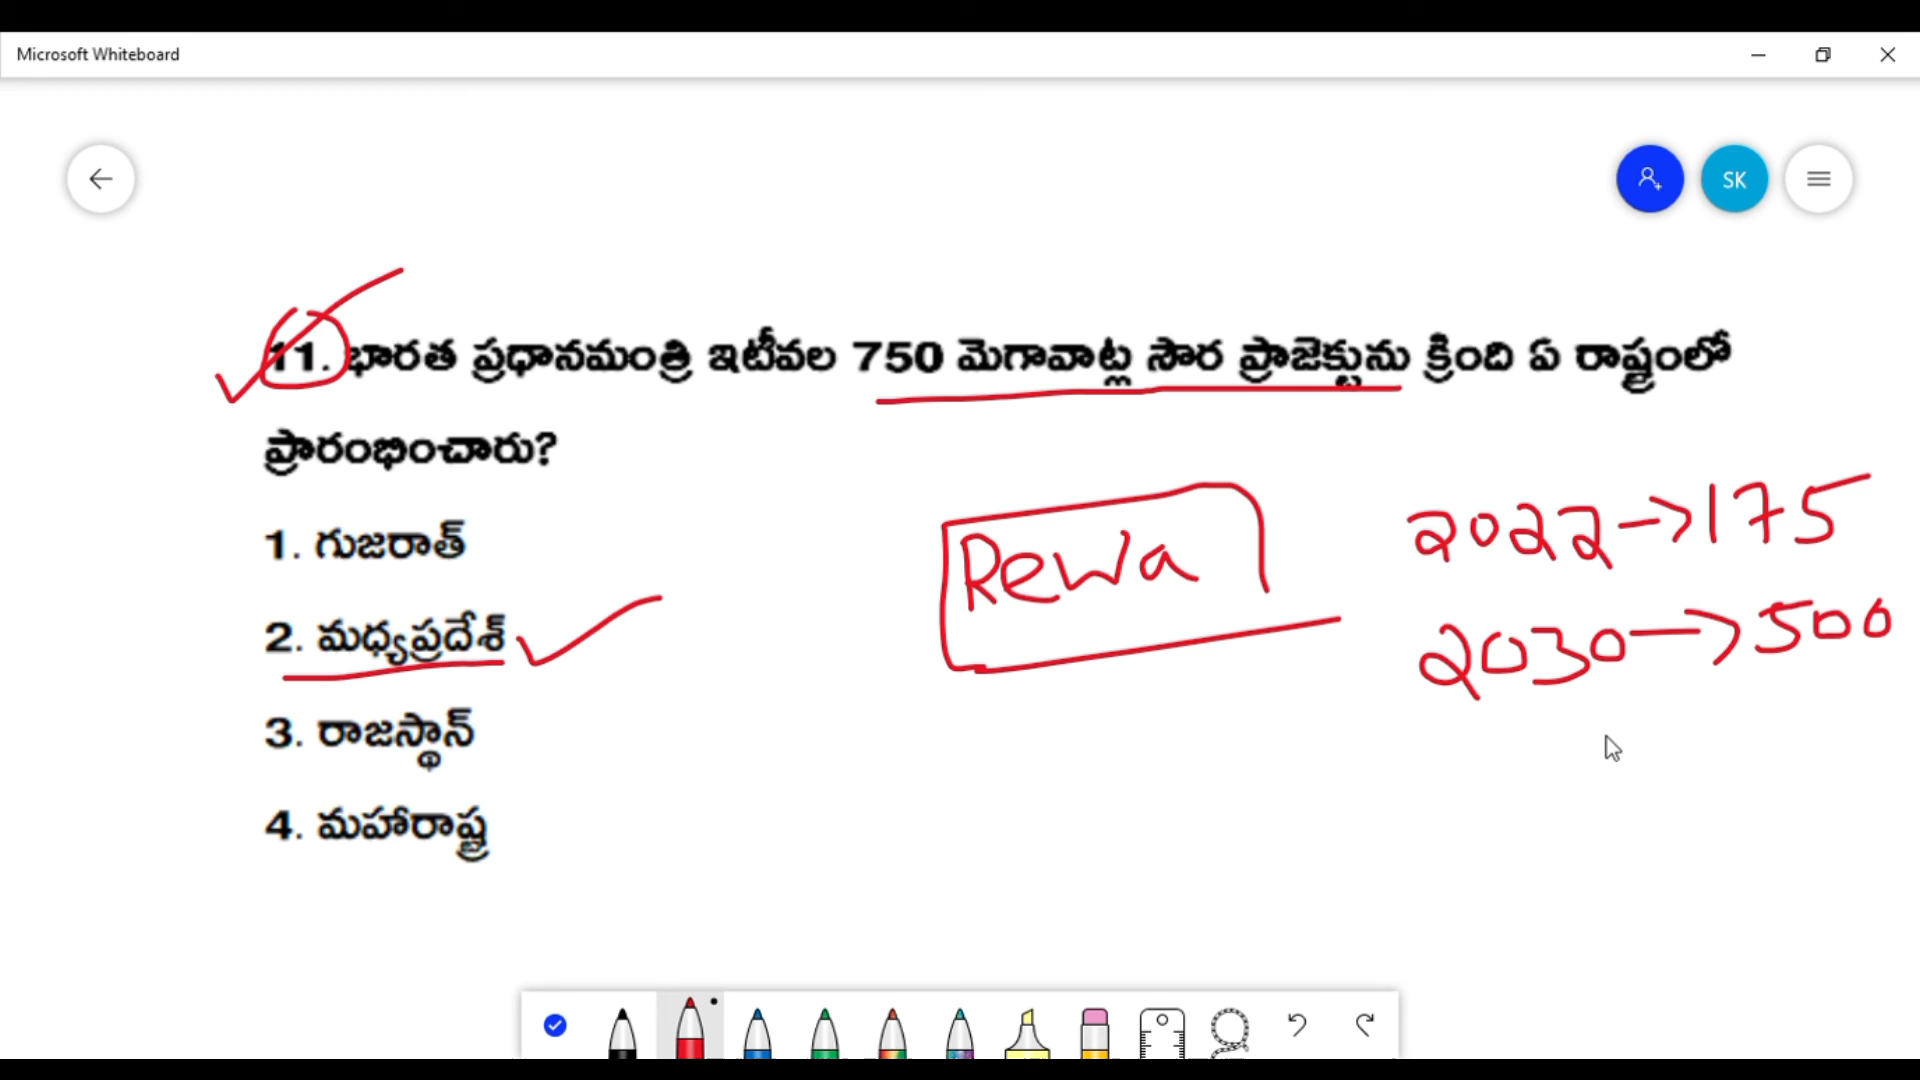 Microsoft Whiteboard
SK
11. భారత ప్రధానమంత్రి ఇటీవల 750 మెగావాట్ల సౌర ప్రాజెక్టును క్రింది ఏ రాష్ట్రంలో
ప్రారంభించారు?
1. గుజరాత్
2. మధ్యప్రదేశ్
3. రాజస్థాన్
4. మహారాష్ట్ర
Rewa
2022→175
2030→500